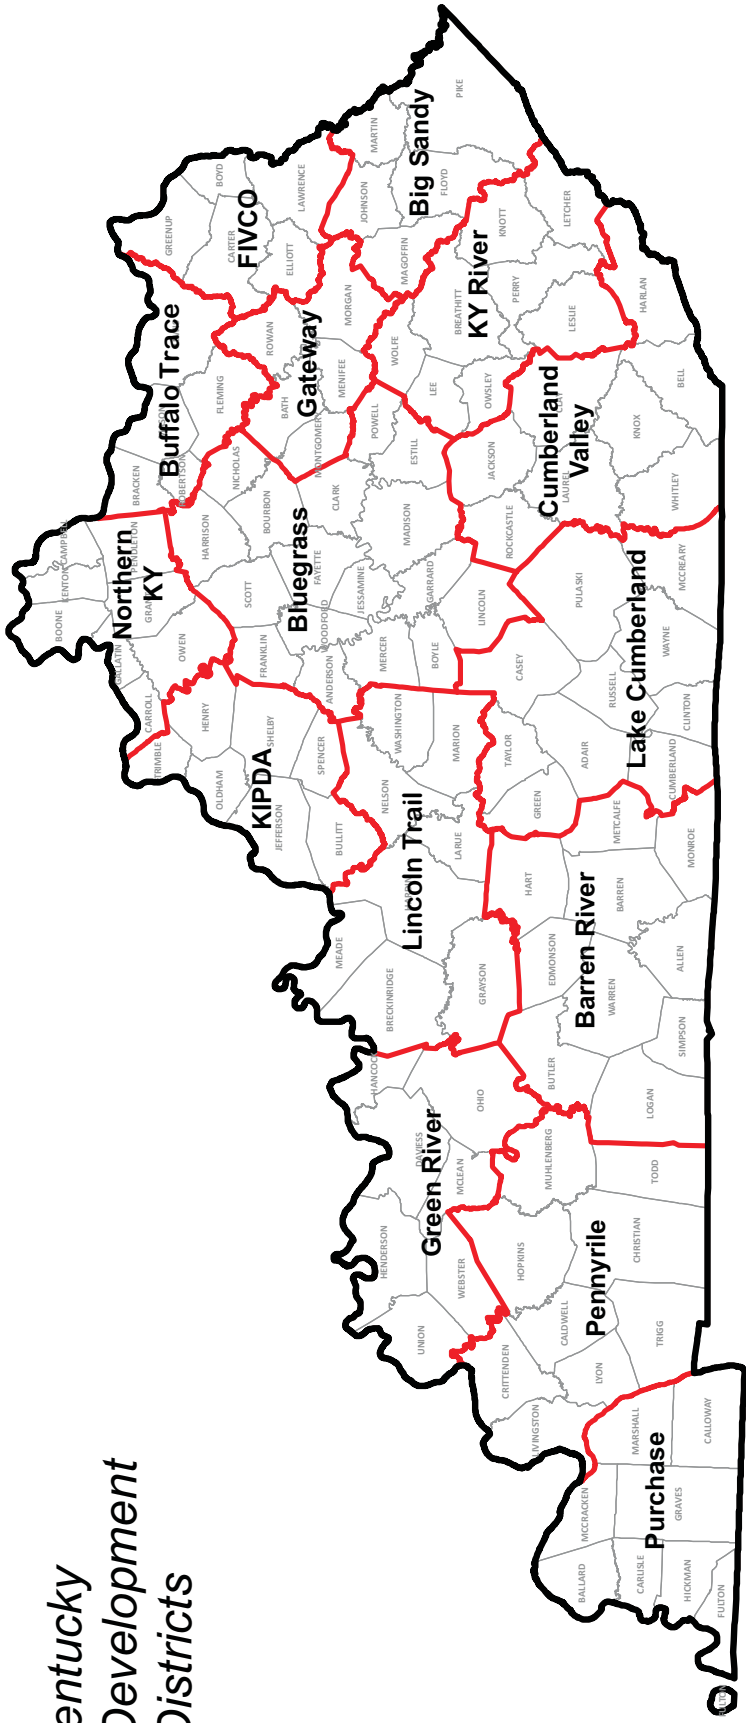 entucky
Development
Districts
Northern
KY
Buffalo Trace
FIVCO
Gateway
Bluegrass
KIPDA
Big Sandy
KY River
Cumberland
Valley
Lake Cumberland
Lincoln Trail
Barren River
Green River
Pennyrile
Purchase
BOONE
KENTON
CAMPBELL
GALLATIN
GRANT
PENDLETON
CARROLL
OWEN
BRACKEN
ROBERTSON
FLEMING
GREENUP
BOYD
CARTER
ELLIOTT
LAWRENCE
ROWAN
BATH
MONTGOMERY
MENIFEE
MORGAN
TRIMBLE
HENRY
OLDHAM
SHELBY
JEFFERSON
SPENCER
BULLITT
HARRISON
NICHOLAS
BOURBON
SCOTT
FRANKLIN
WOODFORD
FAYETTE
CLARK
ANDERSON
JESSAMINE
MERCER
MADISON
ESTILL
POWELL
GARRARD
BOYLE
LINCOLN
JOHNSON
MARTIN
MAGOFFIN
FLOYD
PIKE
WOLFE
LEE
OWSLEY
BREATHITT
PERRY
KNOTT
LESLIE
LETCHER
JACKSON
ROCKCASTLE
LAUREL
CLAY
KNOX
WHITLEY
BELL
HARLAN
CASEY
PULASKI
TAYLOR
GREEN
ADAIR
RUSSELL
WAYNE
MCCREARY
CLINTON
CUMBERLAND
MEADE
BRECKINRIDGE
GRAYSON
LARUE
NELSON
WASHINGTON
MARION
HART
EDMONSON
BUTLER
WARREN
BARREN
METCALFE
MONROE
ALLEN
SIMPSON
LOGAN
HANCOCK
DAVIESS
OHIO
MCLEAN
HENDERSON
WEBSTER
UNION
MUHLENBERG
HOPKINS
TODD
CHRISTIAN
TRIGG
CALDWELL
LYON
CRITTENDEN
LIVINGSTON
MARSHALL
CALLOWAY
MCCRACKEN
GRAVES
BALLARD
CARLISLE
HICKMAN
FULTON
FULTON